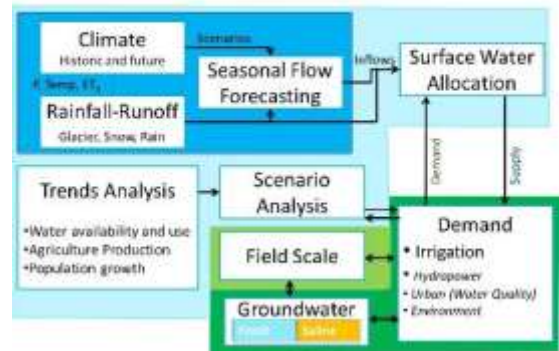 Climate
Historic and future
Scenarios
P, Temp, ET₀
Rainfall-Runoff
Glacier, Snow, Rain
Seasonal Flow
Forecasting
Inflows
Surface Water
Allocation
Demand
Supply
Trends Analysis
•Water availability and use
•Agriculture Production
•Population growth
Scenario
Analysis
Field Scale
Groundwater
Fresh
Saline
Demand
• Irrigation
• Hydropower
•Urban (Water Quality)
•Environment